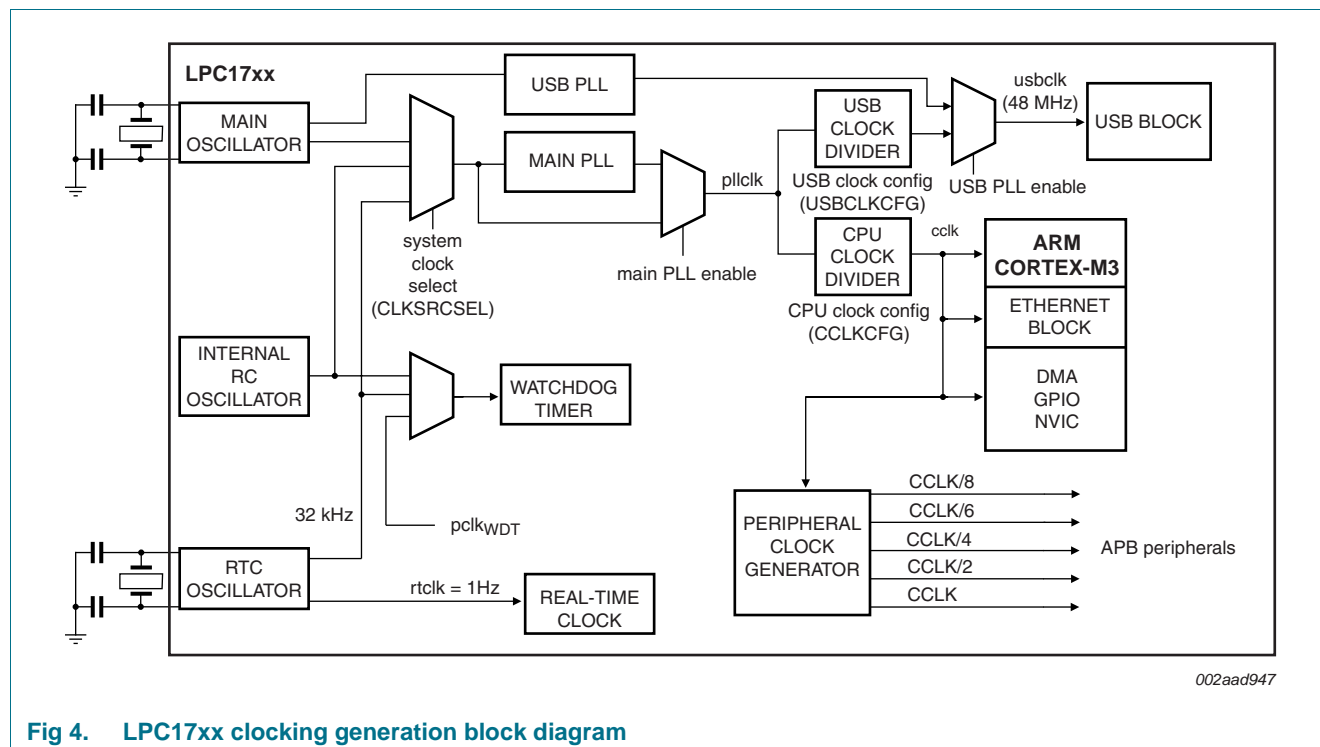 LPC17xx
MAIN
OSCILLATOR
USB PLL
MAIN PLL
system
clock
select
(CLKSRCSEL)
main PLL enable
pllclk
USB
CLOCK
DIVIDER
USB clock config
(USBCLKCFG)
usbclk
(48 MHz)
USB BLOCK
USB PLL enable
CPU
CLOCK
DIVIDER
CPU clock config
(CCLKCFG)
cclk
ARM
CORTEX-M3
ETHERNET
BLOCK
DMA
GPIO
NVIC
INTERNAL
RC
OSCILLATOR
WATCHDOG
TIMER
32 kHz
pclkWDT
RTC
OSCILLATOR
rtclk = 1Hz
REAL-TIME
CLOCK
PERIPHERAL
CLOCK
GENERATOR
CCLK/8
CCLK/6
CCLK/4
CCLK/2
CCLK
APB peripherals
002aad947
Fig 4. LPC17xx clocking generation block diagram